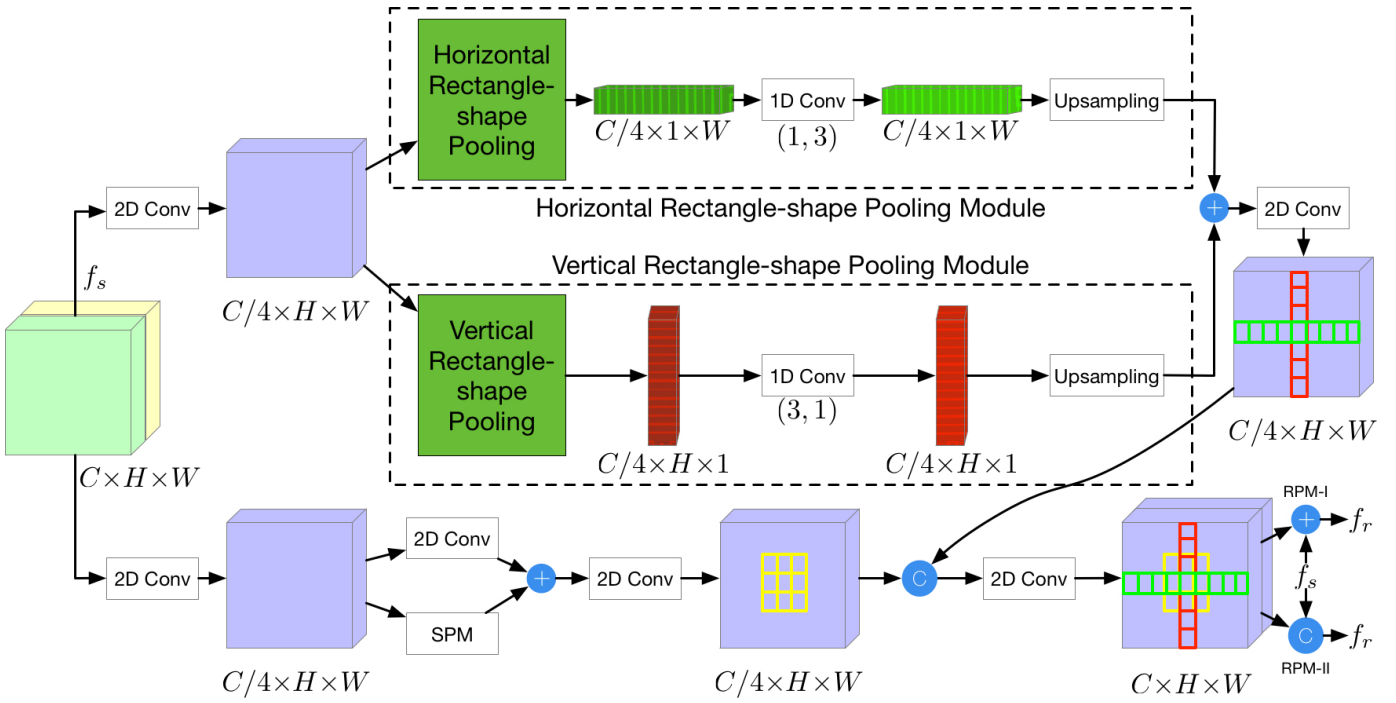 Horizontal
Rectangle-
shape
Pooling
C/4×1×W
1D Conv
(1, 3)
C/4×1×W
Upsampling
Horizontal Rectangle-shape Pooling Module
2D Conv
f_s
C/4×H×W
+
2D Conv
Vertical Rectangle-shape Pooling Module
Vertical
Rectangle-
shape
Pooling
C/4×H×1
1D Conv
(3, 1)
C/4×H×1
Upsampling
C/4×H×W
C×H×W
2D Conv
C/4×H×W
2D Conv
SPM
+
2D Conv
C/4×H×W
C
2D Conv
C×H×W
RPM-I
+
f_r
f_s
C
f_r
RPM-II